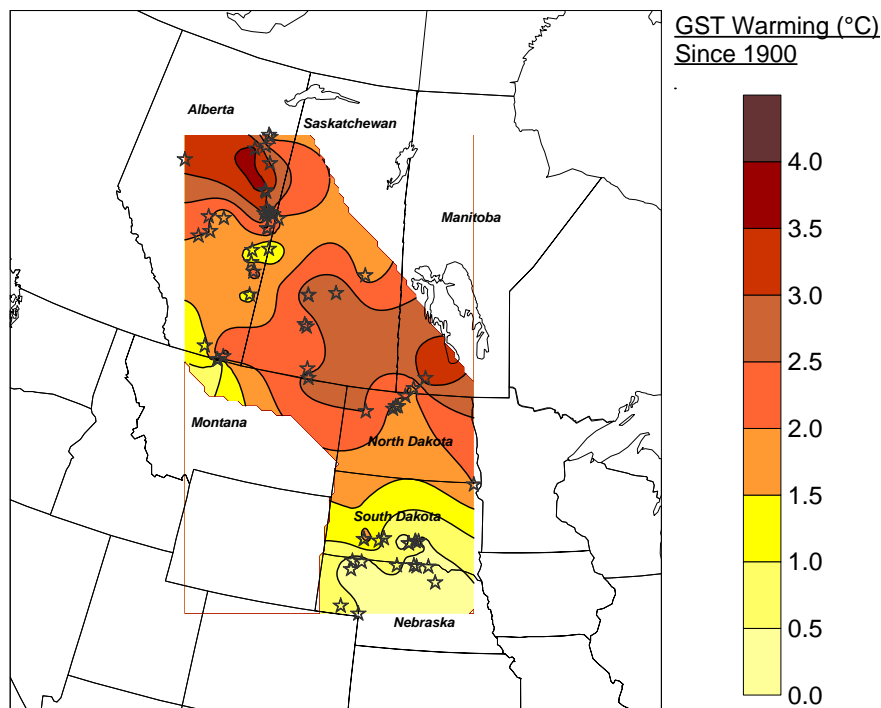 GST Warming (°C)
Since 1900
Alberta
Saskatchewan
Manitoba
Montana
North Dakota
South Dakota
Nebraska
4.0
3.5
3.0
2.5
2.0
1.5
1.0
0.5
0.0